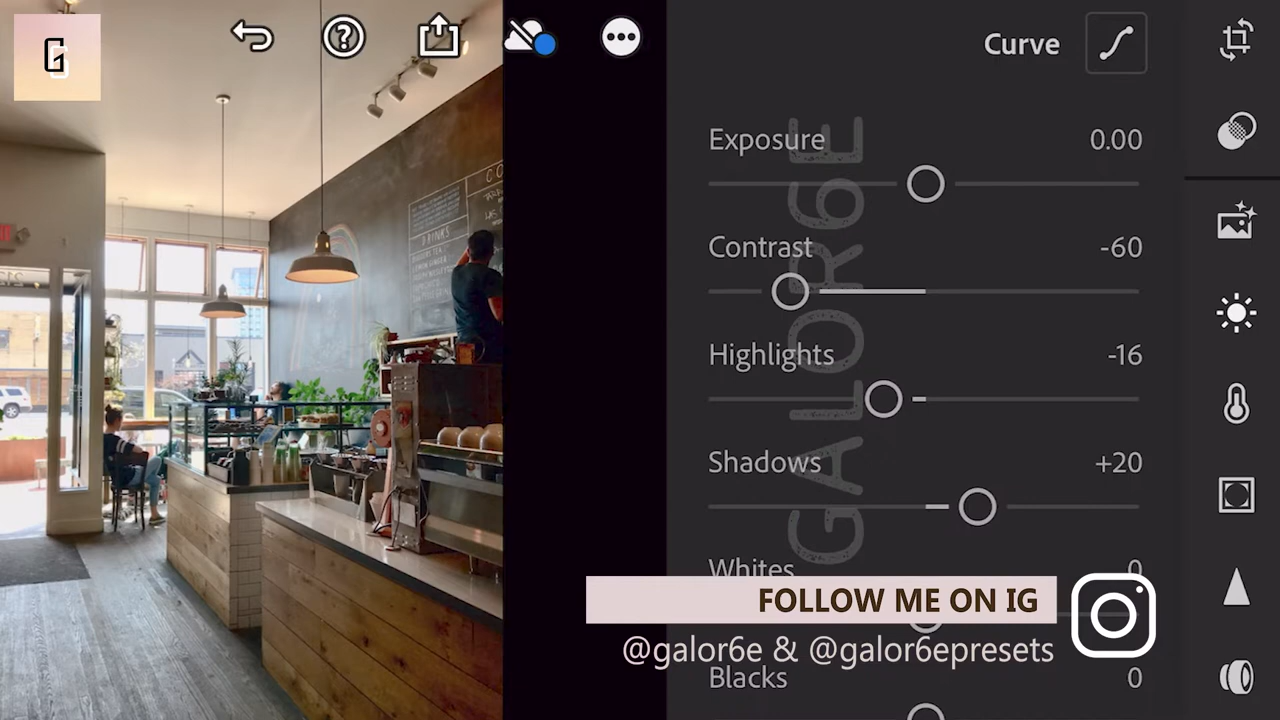 G
Curve
Exposure 0.00
Contrast -60
Highlights -16
Shadows +20
Whites 0
Blacks 0
GALOR6E
FOLLOW ME ON IG
@galor6e & @galor6epresets
DRINKS